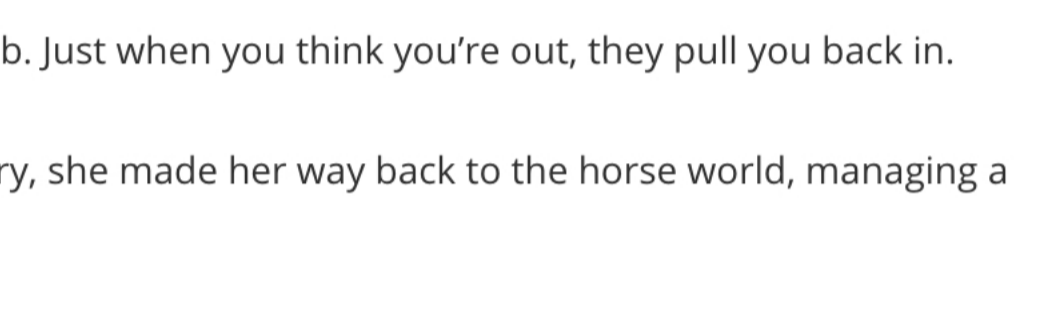 b. Just when you think you’re out, they pull you back in.
ry, she made her way back to the horse world, managing a